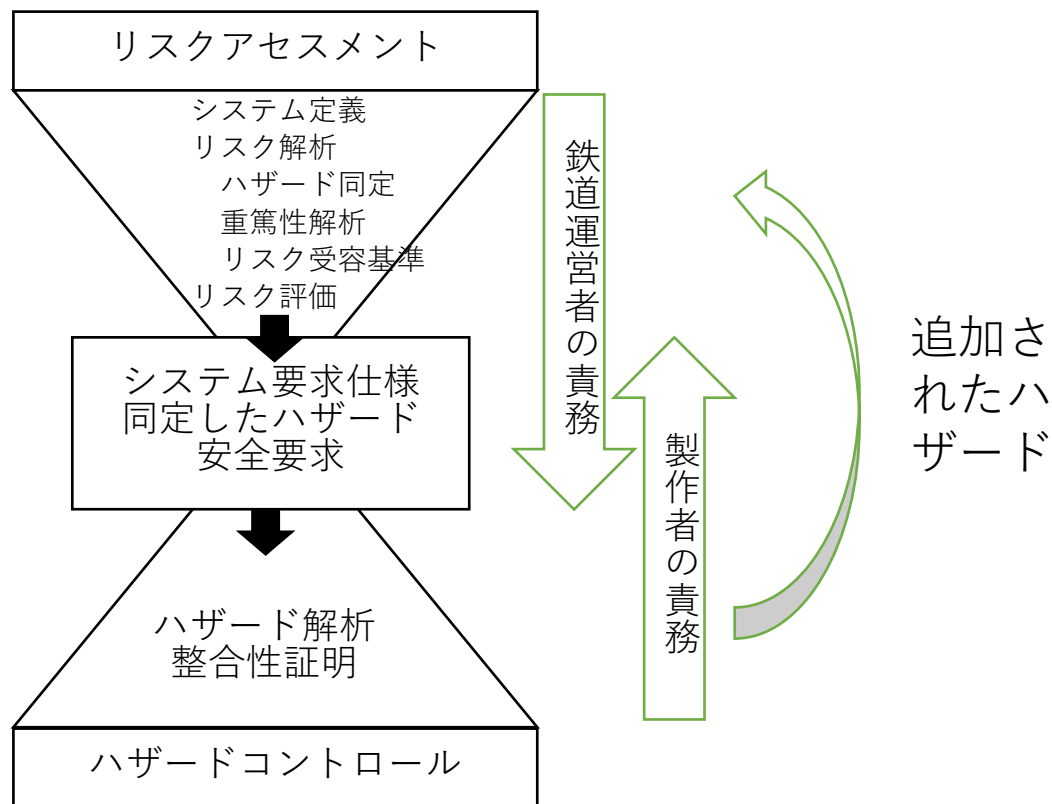 リスクアセスメント
システム定義
リスク解析
ハザード同定
重篤性解析
リスク受容基準
リスク評価
システム要求仕様
同定したハザード
安全要求
ハザード解析
整合性証明
ハザードコントロール
鉄道運営者の責務
製作者の責務
追加さ
れたハ
ザード